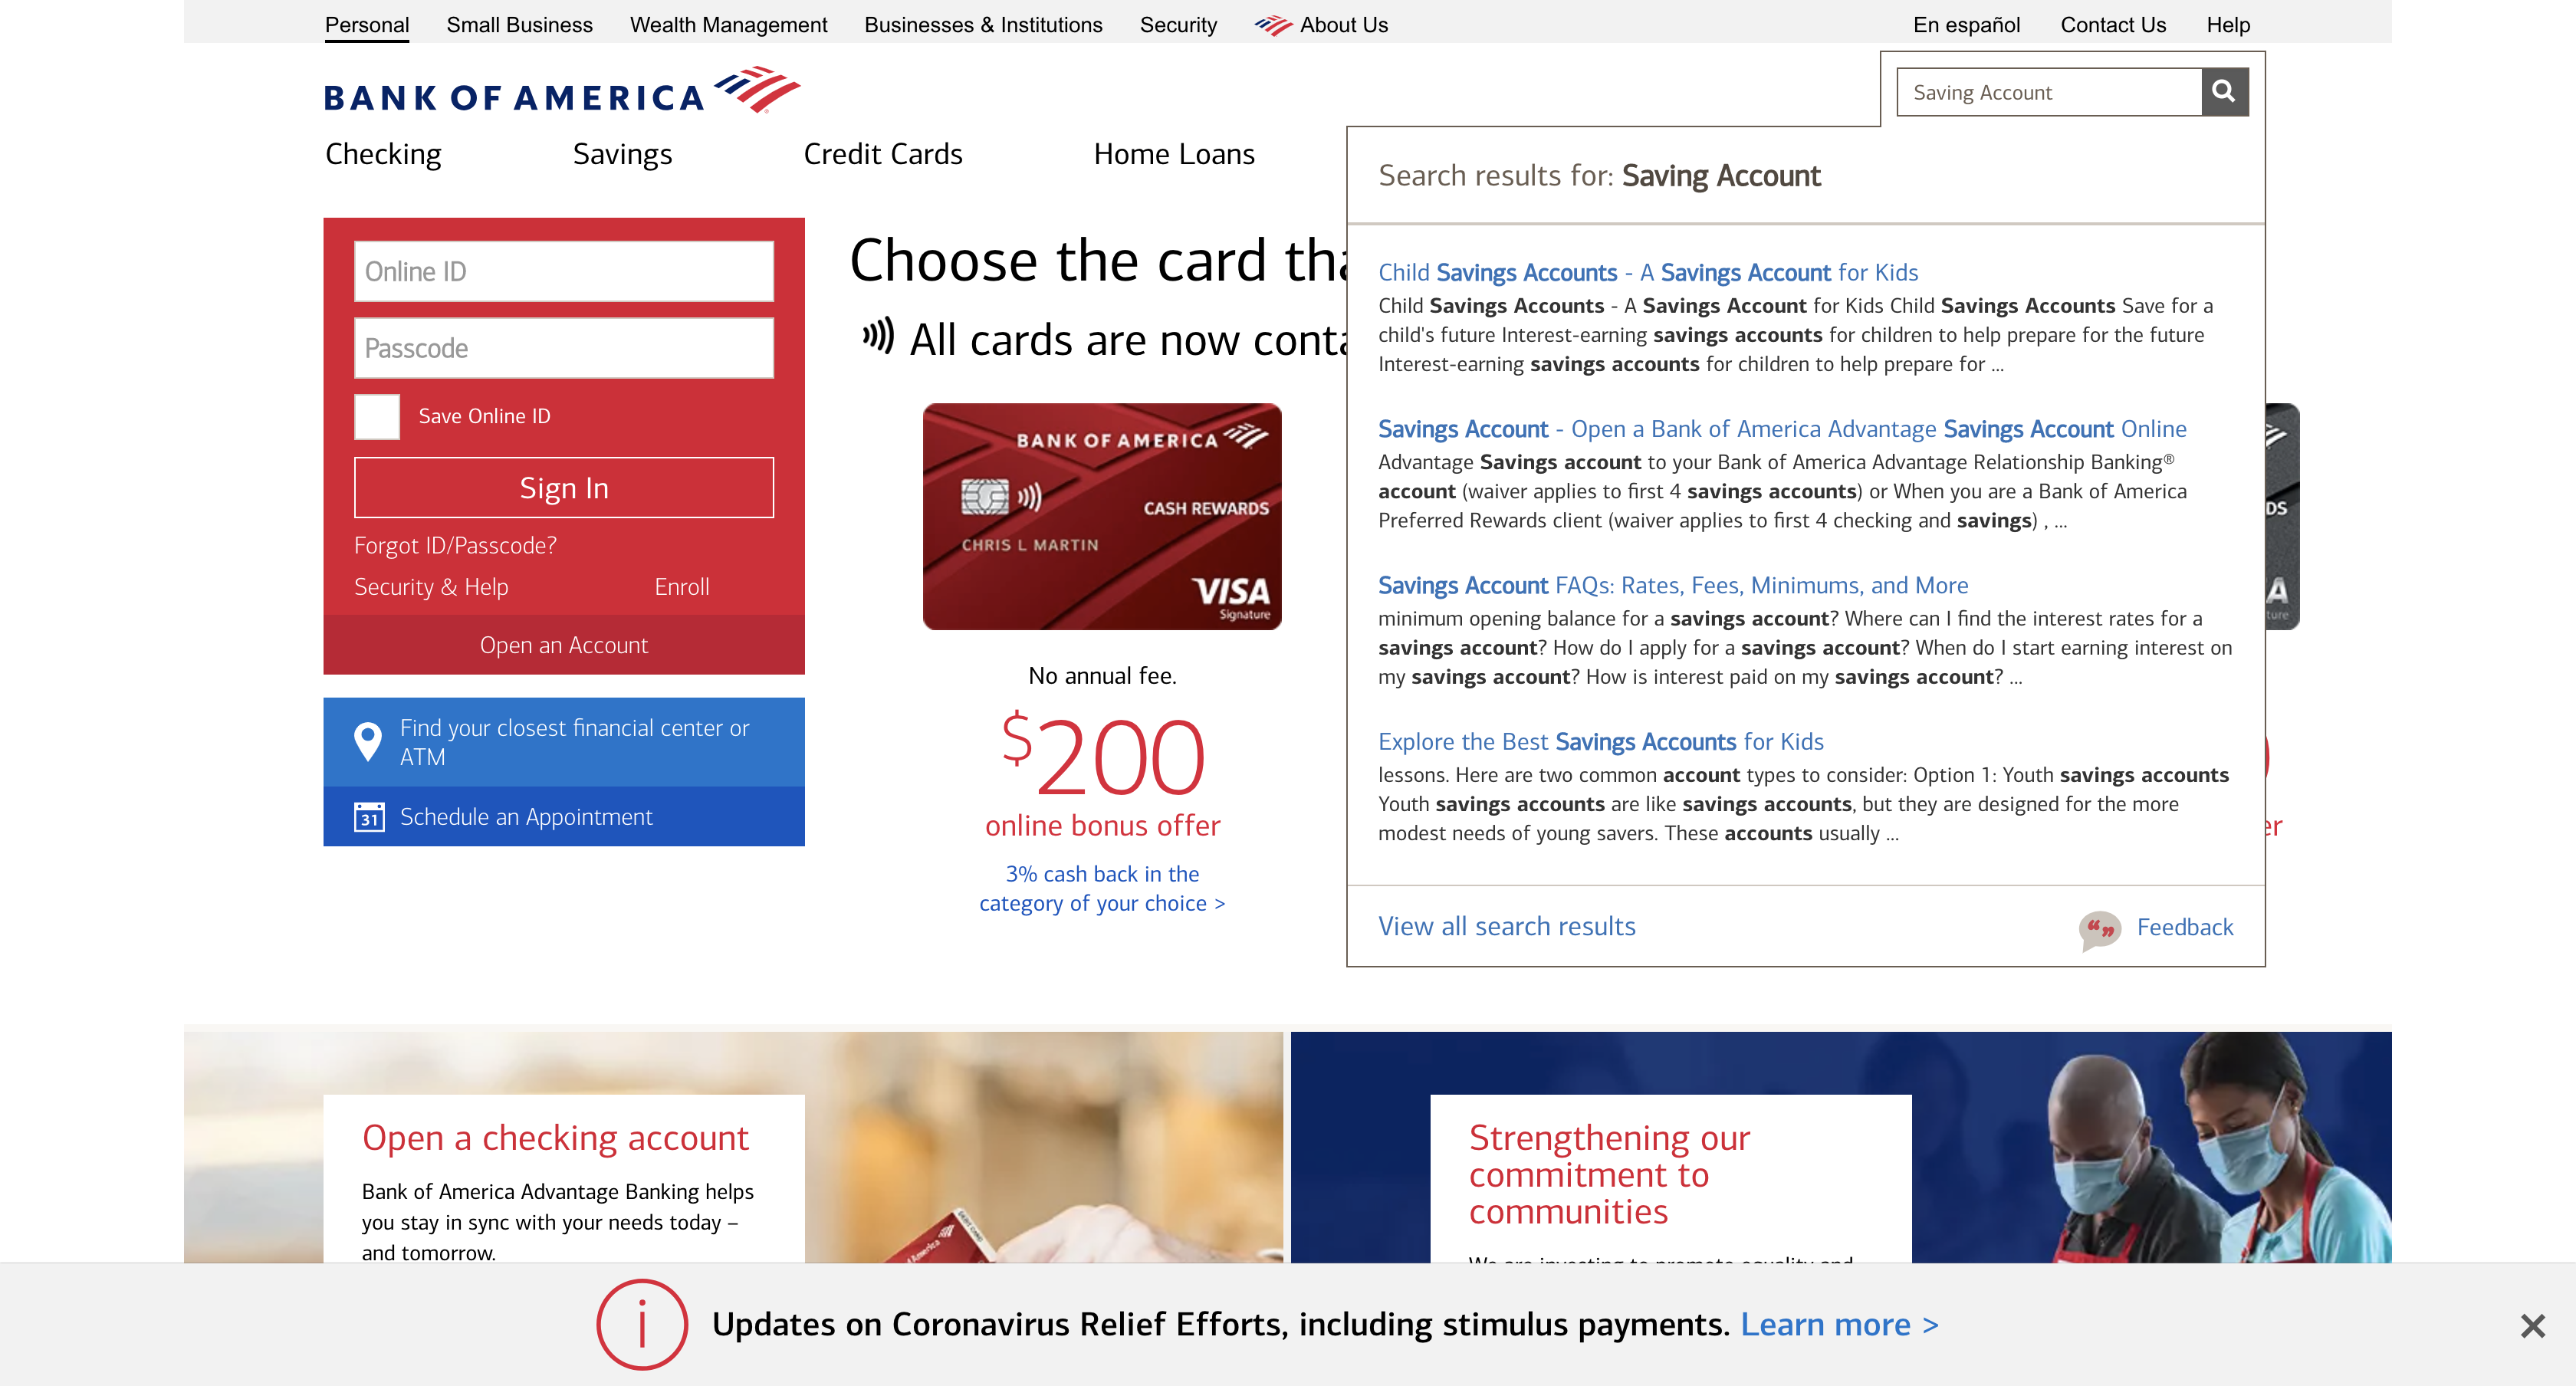 Personal Small Business Wealth Management Businesses & Institutions Security About Us En español Contact Us Help
BANK OF AMERICA
Saving Account
Checking Savings Credit Cards Home Loans
Online ID
Passcode
Save Online ID
Sign In
Forgot ID/Passcode?
Security & Help Enroll
Open an Account
Find your closest financial center or
ATM
31 Schedule an Appointment
Choose the card
All cards are now
BANK OF AMERICA
CASH REWARDS
CHRIS L MARTIN
VISA
Signature
No annual fee.
$200
online bonus offer
3% cash back in the
category of your choice >
Search results for: Saving Account
Child Savings Accounts - A Savings Account for Kids
Child Savings Accounts - A Savings Account for Kids Child Savings Accounts Save for a
child's future Interest-earning savings accounts for children to help prepare for the future
Interest-earning savings accounts for children to help prepare for ...
Savings Account - Open a Bank of America Advantage Savings Account Online
Advantage Savings account to your Bank of America Advantage Relationship Banking®
account (waiver applies to first 4 savings accounts) or When you are a Bank of America
Preferred Rewards client (waiver applies to first 4 checking and savings) , ...
Savings Account FAQs: Rates, Fees, Minimums, and More
minimum opening balance for a savings account? Where can I find the interest rates for a
savings account? How do I apply for a savings account? When do I start earning interest on
my savings account? How is interest paid on my savings account? ...
Explore the Best Savings Accounts for Kids
lessons. Here are two common account types to consider: Option 1: Youth savings accounts
Youth savings accounts are like savings accounts, but they are designed for the more
modest needs of young savers. These accounts usually ...
View all search results
Feedback
Open a checking account
Bank of America Advantage Banking helps
you stay in sync with your needs today –
and tomorrow.
Strengthening our
commitment to
communities
Updates on Coronavirus Relief Efforts, including stimulus payments. Learn more >